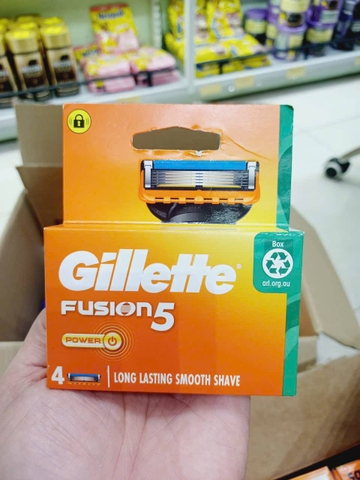 Gillette
FUSION5
POWER
4
LONG LASTING SMOOTH SHAVE
Box
arl.org.au